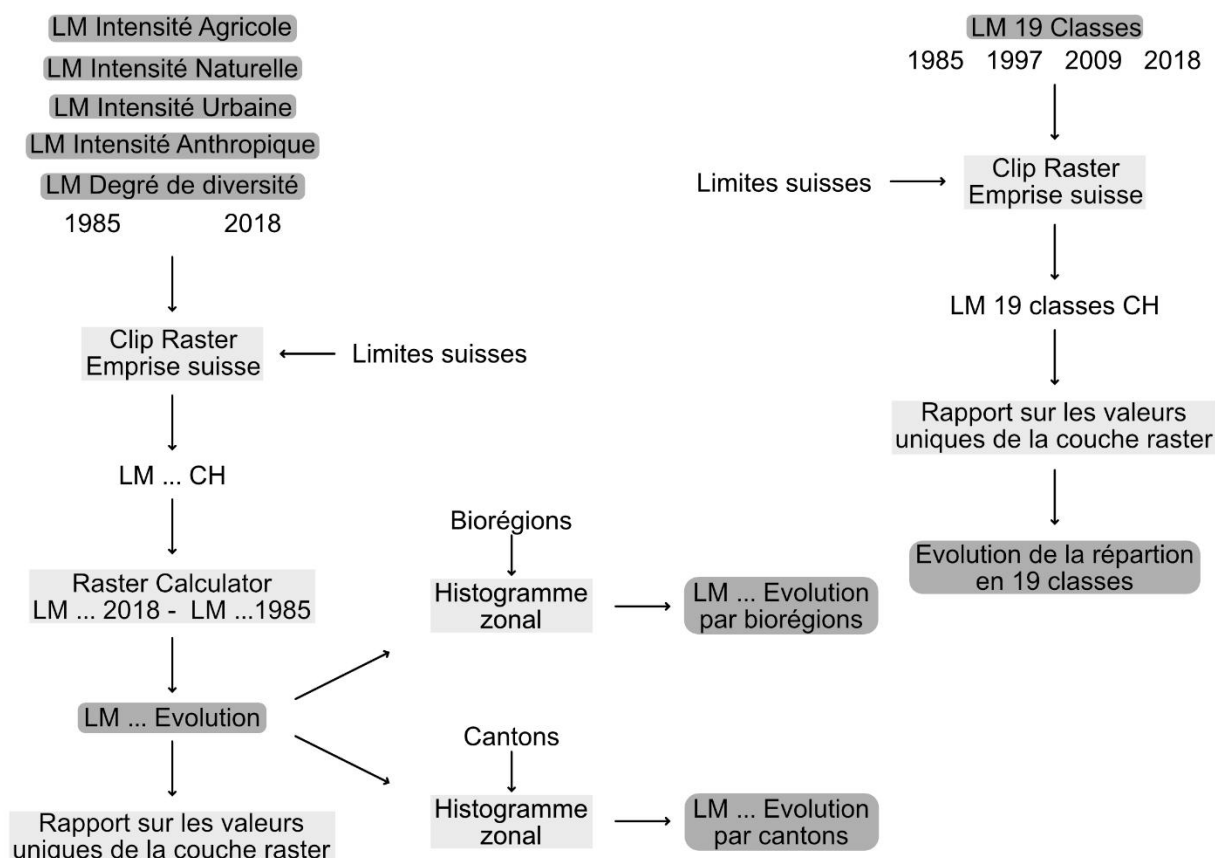 LM Intensité Agricole
LM Intensité Naturelle
LM Intensité Urbaine
LM Intensité Anthropique
LM Degré de diversité
1985 2018
Clip Raster
Emprise suisse
Limites suisses
LM ... CH
Raster Calculator
LM ... 2018 - LM ...1985
LM ... Evolution
Rapport sur les valeurs
uniques de la couche raster
Biorégions
Histogramme
zonal
LM ... Evolution
par biorégions
Cantons
Histogramme
zonal
LM ... Evolution
par cantons
LM 19 Classes
1985 1997 2009 2018
Limites suisses
Clip Raster
Emprise suisse
LM 19 classes CH
Rapport sur les valeurs
uniques de la couche raster
Evolution de la répartion
en 19 classes